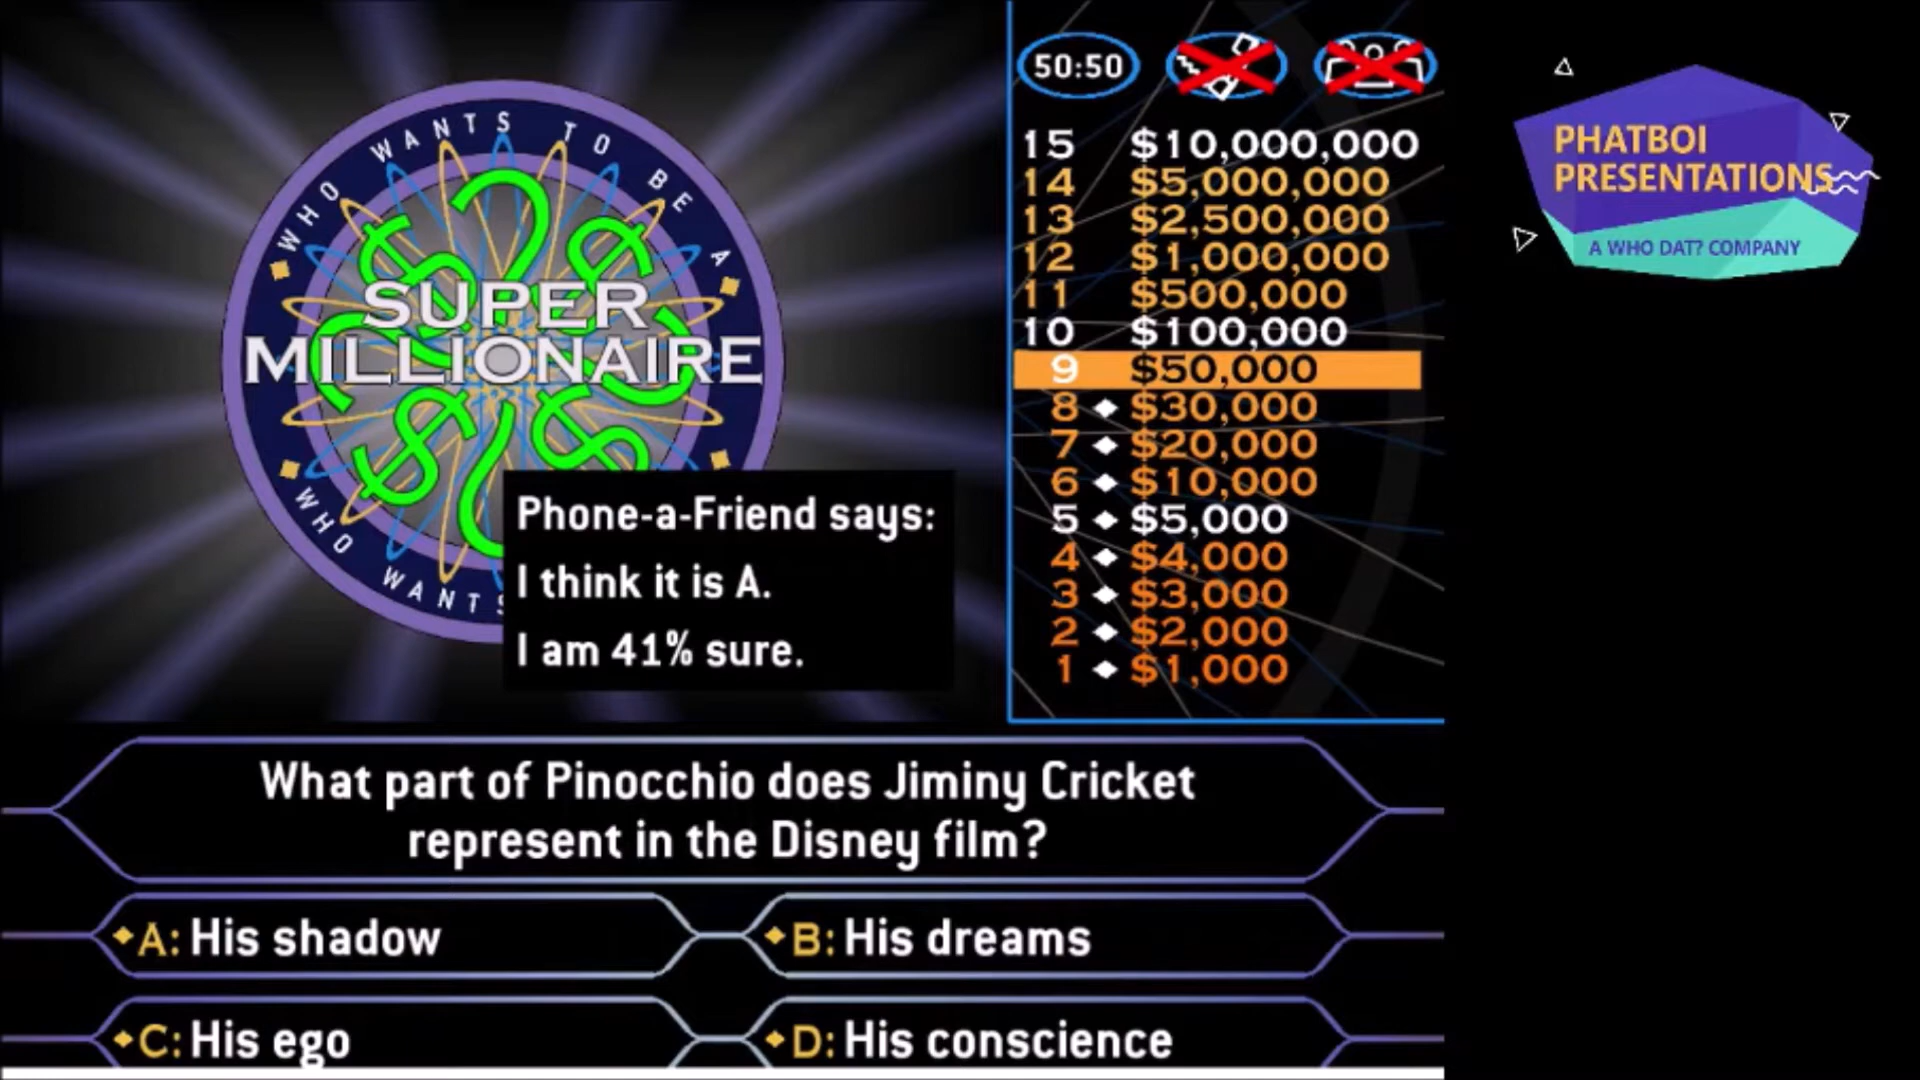 WHO WANTS TO BE A
SUPER
MILLIONAIRE
WHO WANTS
Phone-a-Friend says:
I think it is A.
I am 41% sure.
50:50
15 $10,000,000
14 $5,000,000
13 $2,500,000
12 $1,000,000
11 $500,000
10 $100,000
9 $50,000
8 ◆ $30,000
7 ◆ $20,000
6 ◆ $10,000
5 ◆ $5,000
4 ◆ $4,000
3 ◆ $3,000
2 ◆ $2,000
1 ◆ $1,000
PHATBOI
PRESENTATIONS
A WHO DAT? COMPANY
What part of Pinocchio does Jiminy Cricket
represent in the Disney film?
◆A: His shadow
◆B: His dreams
◆C: His ego
◆D: His conscience